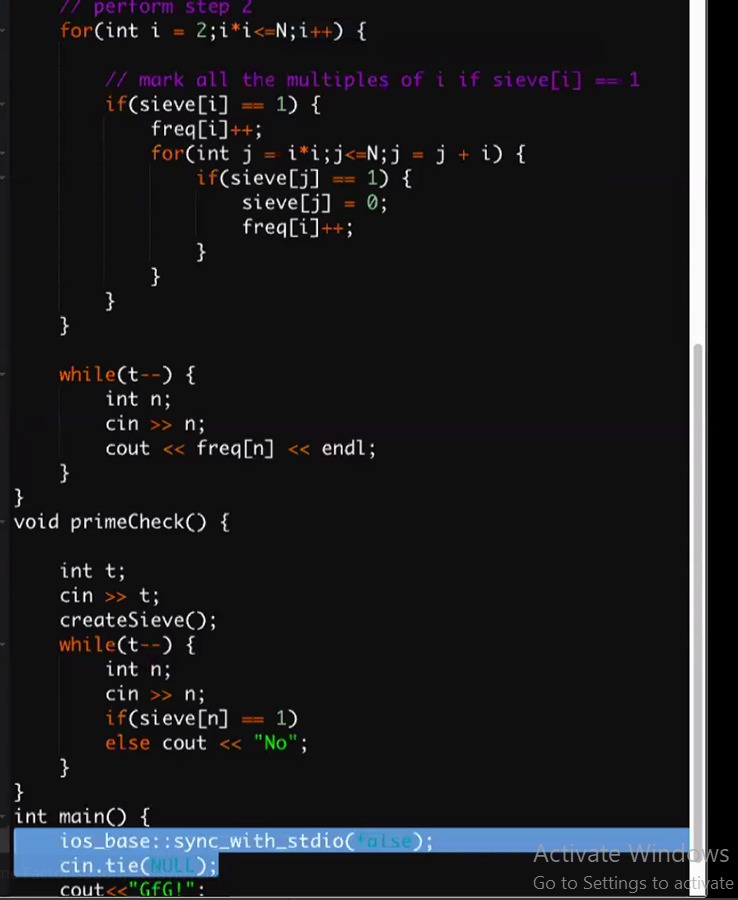 // perform step 2
for(int i = 2;i*i<=N;i++) {
// mark all the multiples of i if sieve[i] == 1
if(sieve[i] == 1) {
freq[i]++;
for(int j = i*i;j<=N;j = j + i) {
if(sieve[j] == 1) {
sieve[j] = 0;
freq[i]++;
}
}
}
}
while(t--) {
int n;
cin >> n;
cout << freq[n] << endl;
}
}
void primeCheck() {
int t;
cin >> t;
createSieve();
while(t--) {
int n;
cin >> n;
if(sieve[n] == 1)
else cout << "No";
}
}
int main() {
ios_base::sync_with_stdio(false);
cin.tie(NULL);
cout<<"GfG!";
Activate Windows
Go to Settings to activate